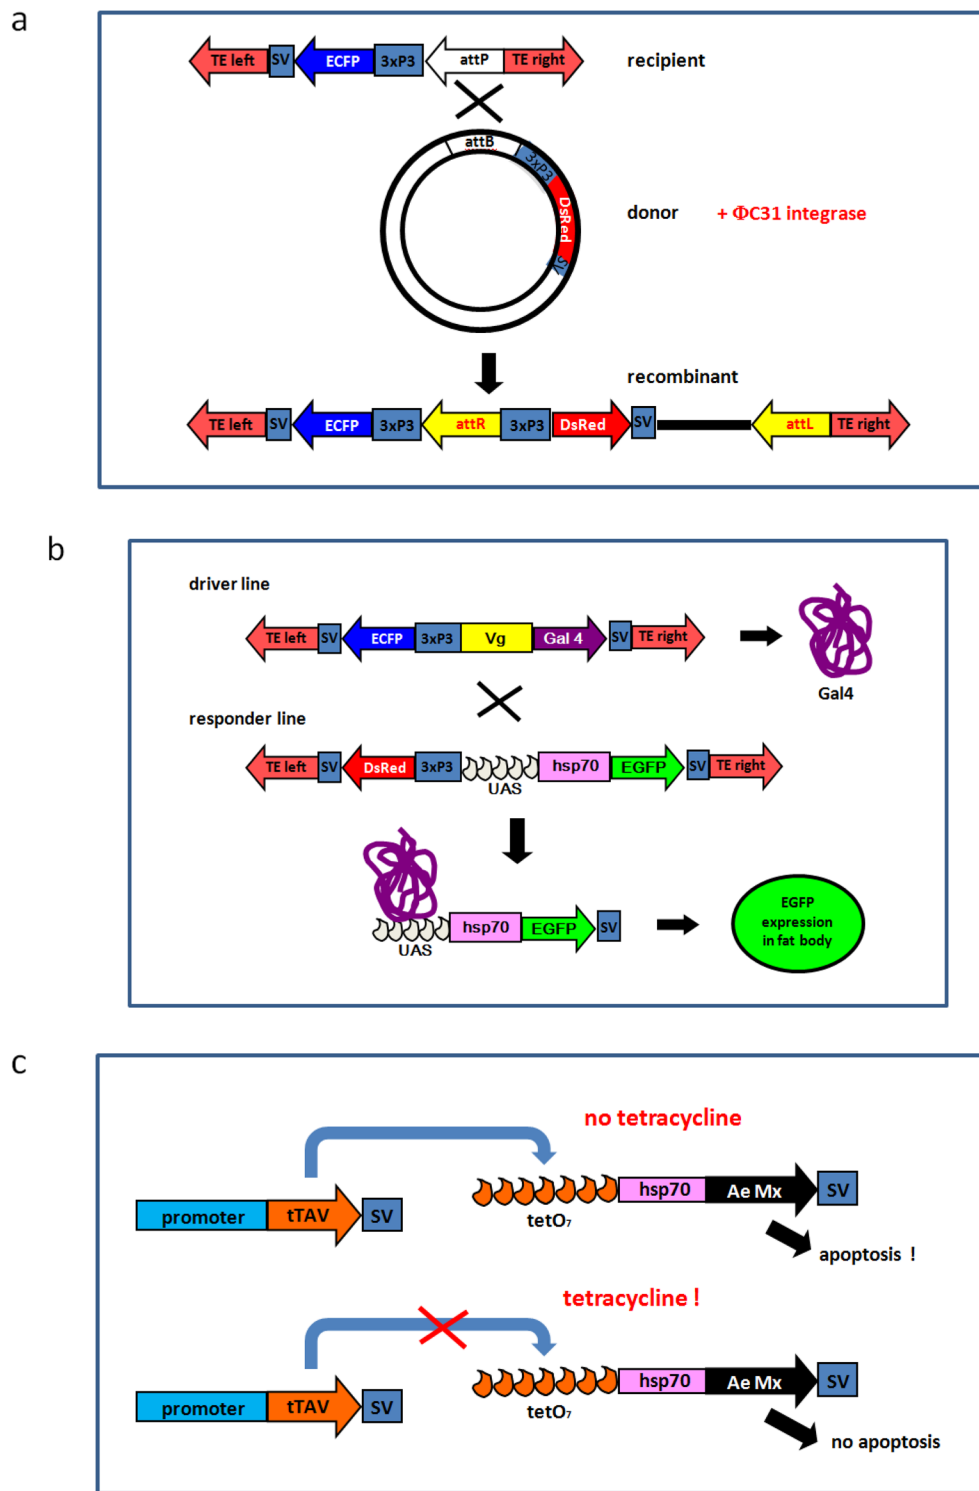 a
TE left SV ECFP 3xP3 attP TE right recipient
attB
3xP3
DsRed
SV
donor + ΦC31 integrase
recombinant
TE left SV ECFP 3xP3 attR 3xP3 DsRed SV attL TE right
b
driver line
TE left SV ECFP 3xP3 Vg Gal 4 SV TE right
Gal4
responder line
TE left SV DsRed 3xP3 hsp70 EGFP SV TE right
UAS
hsp70 EGFP SV
UAS
EGFP
expression
in fat body
c
no tetracycline
promoter tTAV SV
hsp70 Ae Mx SV
tetO₇
apoptosis !
tetracycline !
promoter tTAV SV
hsp70 Ae Mx SV
tetO₇
no apoptosis